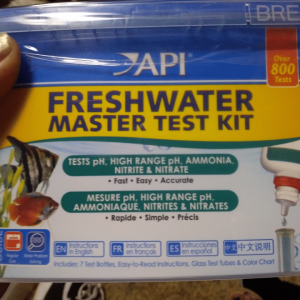 BRE
API
Over
800
Tests
FRESHWATER
MASTER TEST KIT
TESTS pH, HIGH RANGE pH, AMMONIA,
NITRITE & NITRATE
• Fast • Easy • Accurate
MESURE pH, HIGH RANGE pH,
AMMONIAQUE, NITRITES & NITRATES
• Rapide • Simple • Précis
EN Instructions in English
FR Instructions en français
ES Instrucciones en español
中文 中文说明
Includes: 7 Test Bottles, Easy-to-Read Instructions, Glass Test Tubes & Color Chart